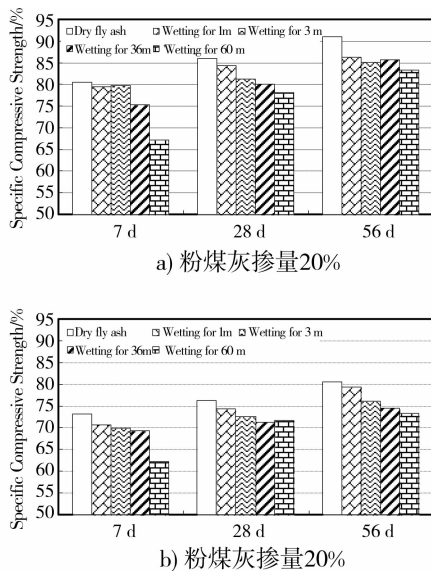 Specific Compressive Strength/%
95
90
85
80
75
70
65
60
55
50
Dry fly ash Wetting for 1m Wetting for 3 m
Wetting for 36m Wetting for 60 m
7 d 28 d 56 d
a) 粉煤灰掺量20%
Specific Compressive Strength/%
95
90
85
80
75
70
65
60
55
50
Dry fly ash Wetting for 1m Wetting for 3 m
Wetting for 36m Wetting for 60 m
7 d 28 d 56 d
b) 粉煤灰掺量20%